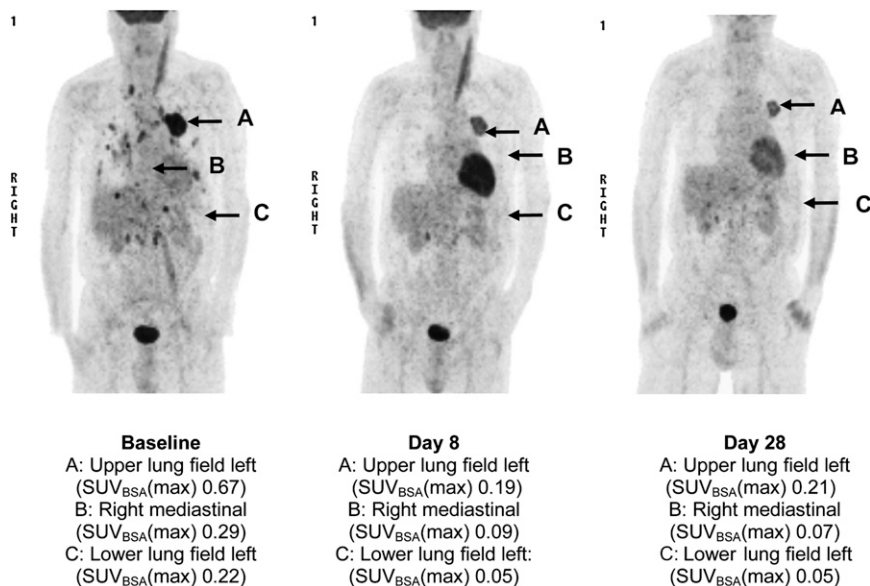 1
1
1
A
B
C
A
B
C
A
B
C
RIGHT
RIGHT
RIGHT
Baseline
A: Upper lung field left
(SUVBSA(max) 0.67)
B: Right mediastinal
(SUVBSA(max) 0.29)
C: Lower lung field left
(SUVBSA(max) 0.22)
Day 8
A: Upper lung field left
(SUVBSA(max) 0.19)
B: Right mediastinal
(SUVBSA(max) 0.09)
C: Lower lung field left:
(SUVBSA(max) 0.05)
Day 28
A: Upper lung field left
(SUVBSA(max) 0.21)
B: Right mediastinal
(SUVBSA(max) 0.07)
C: Lower lung field left
(SUVBSA(max) 0.05)